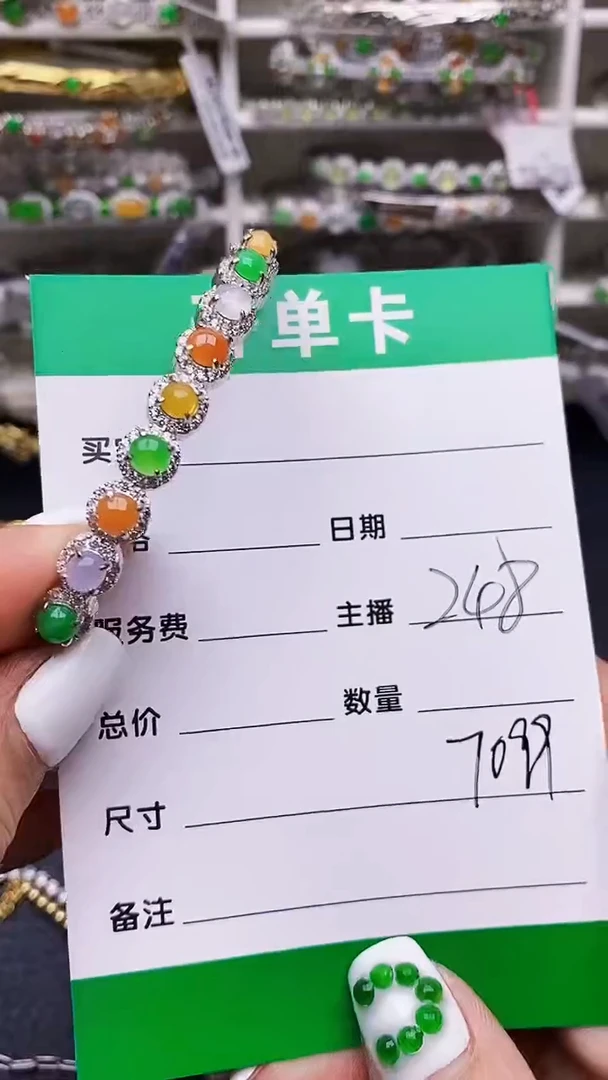 单卡
买
日期
服务费 主播 248
总价 数量
7099
尺寸
备注